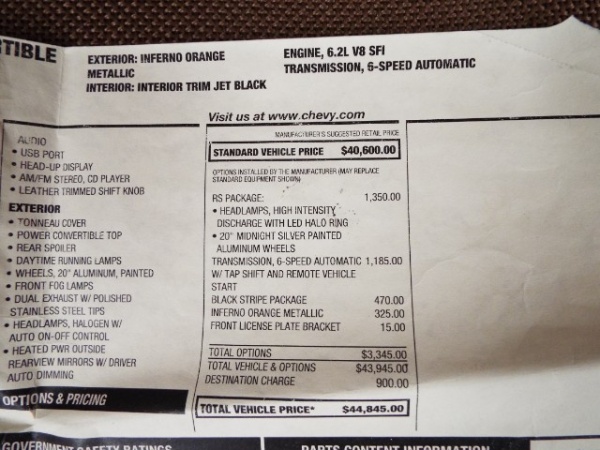 RTIBLE
EXTERIOR: INFERNO ORANGE
METALLIC
INTERIOR: INTERIOR TRIM JET BLACK
ENGINE, 6.2L V8 SFI
TRANSMISSION, 6-SPEED AUTOMATIC
AUDIO
• USB PORT
• HEAD-UP DISPLAY
• AM/FM STEREO, CD PLAYER
• LEATHER TRIMMED SHIFT KNOB
EXTERIOR
• TONNEAU COVER
• POWER CONVERTIBLE TOP
• REAR SPOILER
• DAYTIME RUNNING LAMPS
• WHEELS, 20" ALUMINUM, PAINTED
• FRONT FOG LAMPS
• DUAL EXHAUST W/ POLISHED
STAINLESS STEEL TIPS
• HEADLAMPS, HALOGEN W/
AUTO ON-OFF CONTROL
• HEATED PWR OUTSIDE
REARVIEW MIRRORS W/ DRIVER
AUTO DIMMING
OPTIONS & PRICING
Visit us at www.chevy.com
MANUFACTURER'S SUGGESTED RETAIL PRICE
STANDARD VEHICLE PRICE $40,600.00
OPTIONS INSTALLED BY THE MANUFACTURER (MAY REPLACE
STANDARD EQUIPMENT SHOWN)
RS PACKAGE: 1,350.00
• HEADLAMPS, HIGH INTENSITY
DISCHARGE WITH LED HALO RING
• 20" MIDNIGHT SILVER PAINTED
ALUMINUM WHEELS
TRANSMISSION, 6-SPEED AUTOMATIC 1,185.00
W/ TAP SHIFT AND REMOTE VEHICLE
START
BLACK STRIPE PACKAGE 470.00
INFERNO ORANGE METALLIC 325.00
FRONT LICENSE PLATE BRACKET 15.00
TOTAL OPTIONS $3,345.00
TOTAL VEHICLE & OPTIONS $43,945.00
DESTINATION CHARGE 900.00
TOTAL VEHICLE PRICE* $44,845.00
GOVERNMENT SAFETY RATINGS
PARTS CONTENT INFORMATION